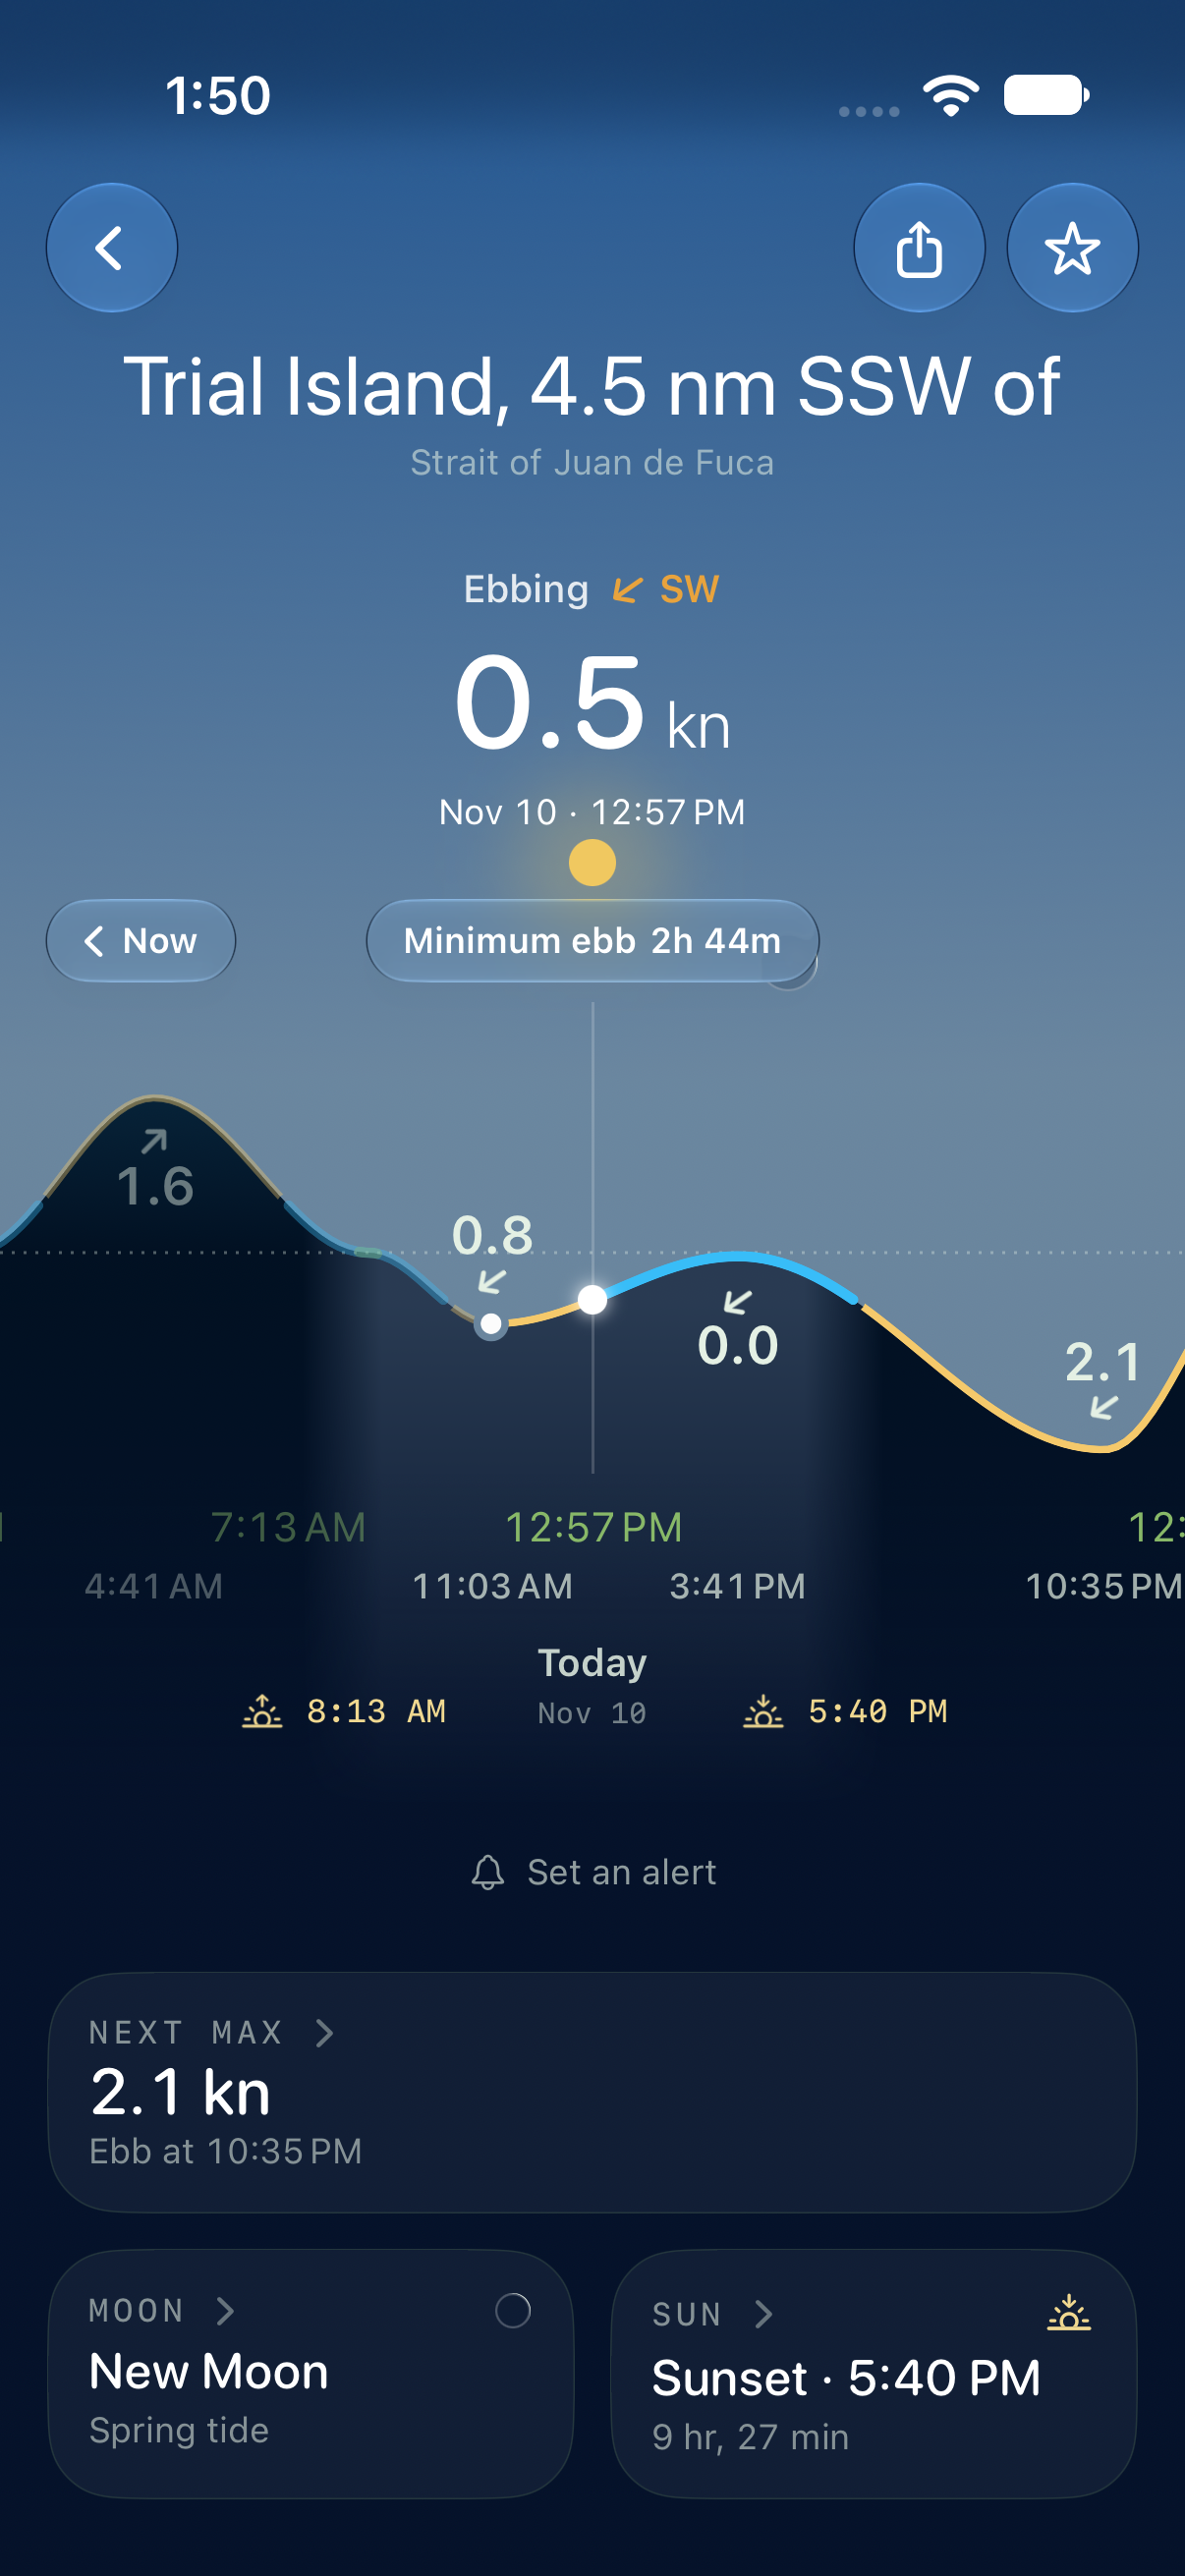 1:50
Trial Island, 4.5 nm SSW of
Strait of Juan de Fuca
Ebbing SW
0.5 kn
Nov 10 · 12:57 PM
Now
Minimum ebb 2h 44m
1.6
0.8
0.0
2.1
7:13 AM
12:57 PM
12:
4:41 AM
11:03 AM
3:41 PM
10:35 PM
Today
8:13 AM
Nov 10
5:40 PM
Set an alert
NEXT MAX
2.1 kn
Ebb at 10:35 PM
MOON
New Moon
Spring tide
SUN
Sunset · 5:40 PM
9 hr, 27 min